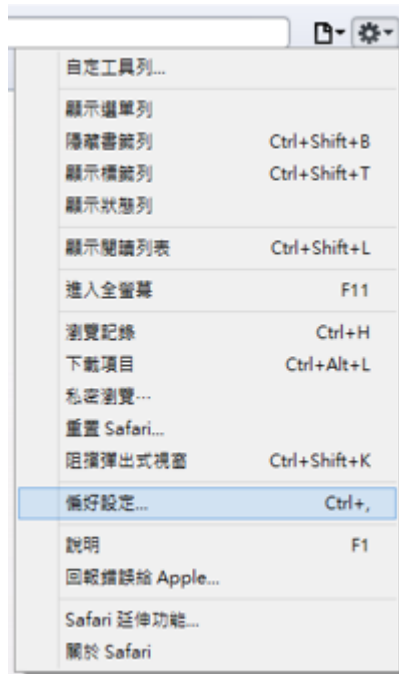 自定工具列...
顯示選單列
隱藏書籤列 Ctrl+Shift+B
顯示標籤列 Ctrl+Shift+T
顯示狀態列
顯示閱讀列表 Ctrl+Shift+L
進入全螢幕 F11
瀏覽記錄 Ctrl+H
下載項目 Ctrl+Alt+L
私密瀏覽…
重置 Safari...
阻擋彈出式視窗 Ctrl+Shift+K
偏好設定... Ctrl+,
說明 F1
回報錯誤給 Apple...
Safari 延伸功能...
關於 Safari